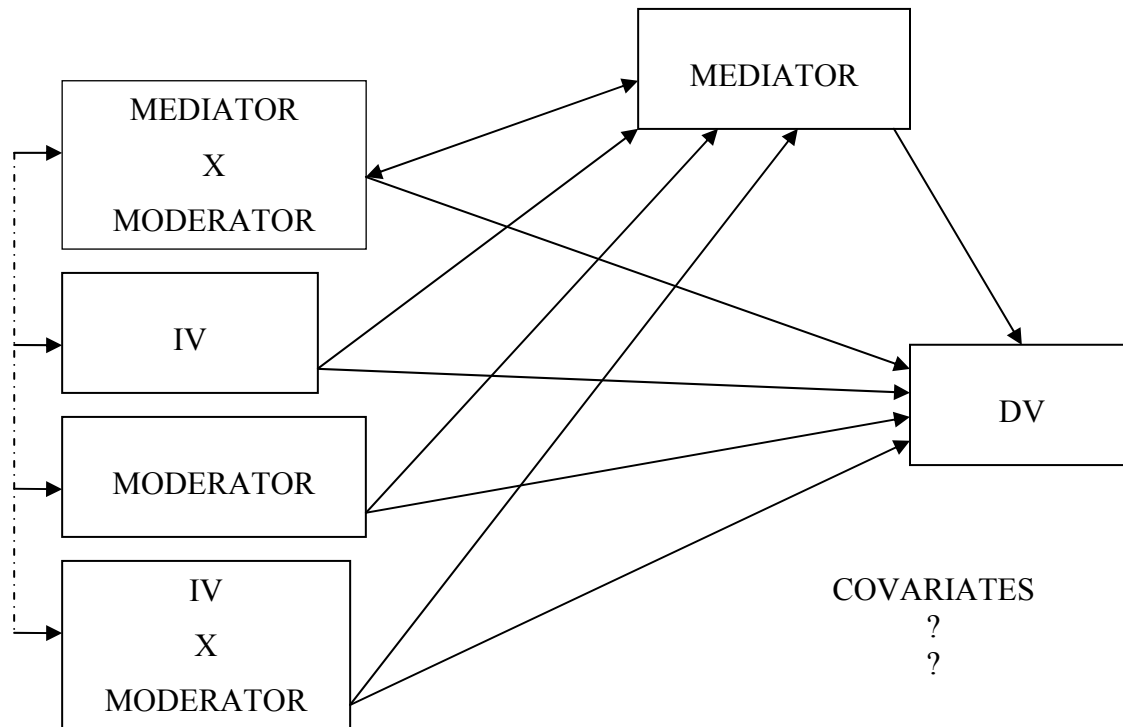 MEDIATOR
MEDIATOR
X
MODERATOR
IV
DV
MODERATOR
IV
X
MODERATOR
COVARIATES
?
?